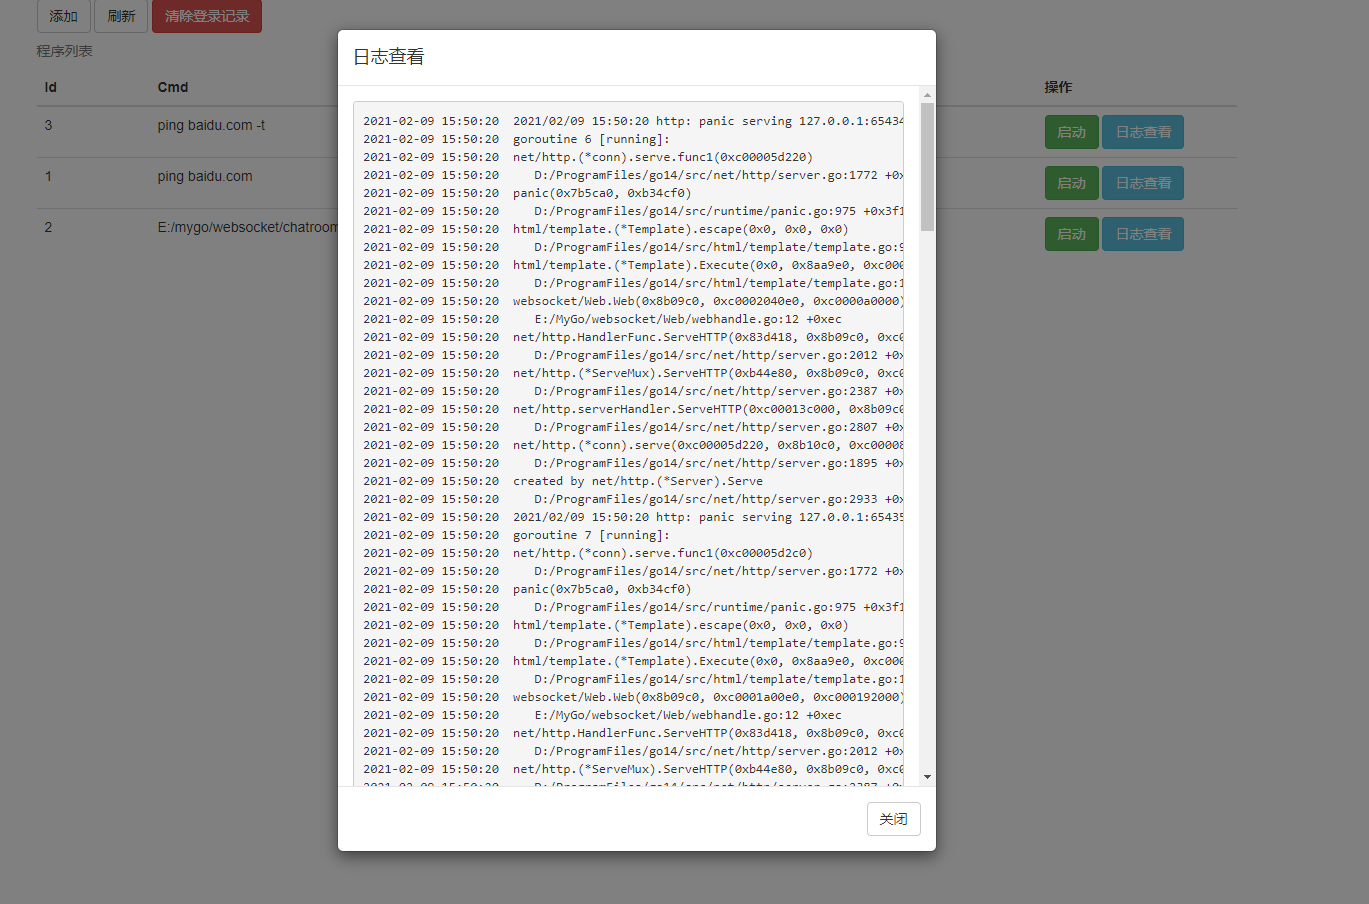 添加 刷新 清除登录记录
程序列表
Id Cmd 操作
3 ping baidu.com -t 启动 日志查看
1 ping baidu.com 启动 日志查看
2 E:/mygo/websocket/chatroom 启动 日志查看
日志查看
2021-02-09 15:50:20 2021/02/09 15:50:20 http: panic serving 127.0.0.1:65434
2021-02-09 15:50:20 goroutine 6 [running]:
2021-02-09 15:50:20 net/http.(*conn).serve.func1(0xc00005d220)
2021-02-09 15:50:20 D:/ProgramFiles/go14/src/net/http/server.go:1772 +0x
2021-02-09 15:50:20 panic(0x7b5ca0, 0xb34cf0)
2021-02-09 15:50:20 D:/ProgramFiles/go14/src/runtime/panic.go:975 +0x3f1
2021-02-09 15:50:20 html/template.(*Template).escape(0x0, 0x0, 0x0)
2021-02-09 15:50:20 D:/ProgramFiles/go14/src/html/template/template.go:9
2021-02-09 15:50:20 html/template.(*Template).Execute(0x0, 0x8aa9e0, 0xc000
2021-02-09 15:50:20 D:/ProgramFiles/go14/src/html/template/template.go:1
2021-02-09 15:50:20 websocket/Web.Web(0x8b09c0, 0xc0002040e0, 0xc0000a0000)
2021-02-09 15:50:20 E:/MyGo/websocket/Web/webhandle.go:12 +0xec
2021-02-09 15:50:20 net/http.HandlerFunc.ServeHTTP(0x83d418, 0x8b09c0, 0xc0
2021-02-09 15:50:20 D:/ProgramFiles/go14/src/net/http/server.go:2012 +0x
2021-02-09 15:50:20 net/http.(*ServeMux).ServeHTTP(0xb44e80, 0x8b09c0, 0xc0
2021-02-09 15:50:20 D:/ProgramFiles/go14/src/net/http/server.go:2387 +0x
2021-02-09 15:50:20 net/http.serverHandler.ServeHTTP(0xc00013c000, 0x8b09c0
2021-02-09 15:50:20 D:/ProgramFiles/go14/src/net/http/server.go:2807 +0x
2021-02-09 15:50:20 net/http.(*conn).serve(0xc00005d220, 0x8b10c0, 0xc00008
2021-02-09 15:50:20 D:/ProgramFiles/go14/src/net/http/server.go:1895 +0x
2021-02-09 15:50:20 created by net/http.(*Server).Serve
2021-02-09 15:50:20 D:/ProgramFiles/go14/src/net/http/server.go:2933 +0x
2021-02-09 15:50:20 2021/02/09 15:50:20 http: panic serving 127.0.0.1:65435
2021-02-09 15:50:20 goroutine 7 [running]:
2021-02-09 15:50:20 net/http.(*conn).serve.func1(0xc00005d2c0)
2021-02-09 15:50:20 D:/ProgramFiles/go14/src/net/http/server.go:1772 +0x
2021-02-09 15:50:20 panic(0x7b5ca0, 0xb34cf0)
2021-02-09 15:50:20 D:/ProgramFiles/go14/src/runtime/panic.go:975 +0x3f1
2021-02-09 15:50:20 html/template.(*Template).escape(0x0, 0x0, 0x0)
2021-02-09 15:50:20 D:/ProgramFiles/go14/src/html/template/template.go:9
2021-02-09 15:50:20 html/template.(*Template).Execute(0x0, 0x8aa9e0, 0xc000
2021-02-09 15:50:20 D:/ProgramFiles/go14/src/html/template/template.go:1
2021-02-09 15:50:20 websocket/Web.Web(0x8b09c0, 0xc0001a00e0, 0xc000192000)
2021-02-09 15:50:20 E:/MyGo/websocket/Web/webhandle.go:12 +0xec
2021-02-09 15:50:20 net/http.HandlerFunc.ServeHTTP(0x83d418, 0x8b09c0, 0xc0
2021-02-09 15:50:20 D:/ProgramFiles/go14/src/net/http/server.go:2012 +0x
2021-02-09 15:50:20 net/http.(*ServeMux).ServeHTTP(0xb44e80, 0x8b09c0, 0xc0
2021-02-09 15:50:20 D:/ProgramFiles/go14/src/net/http/server.go:2387 +0x
关闭